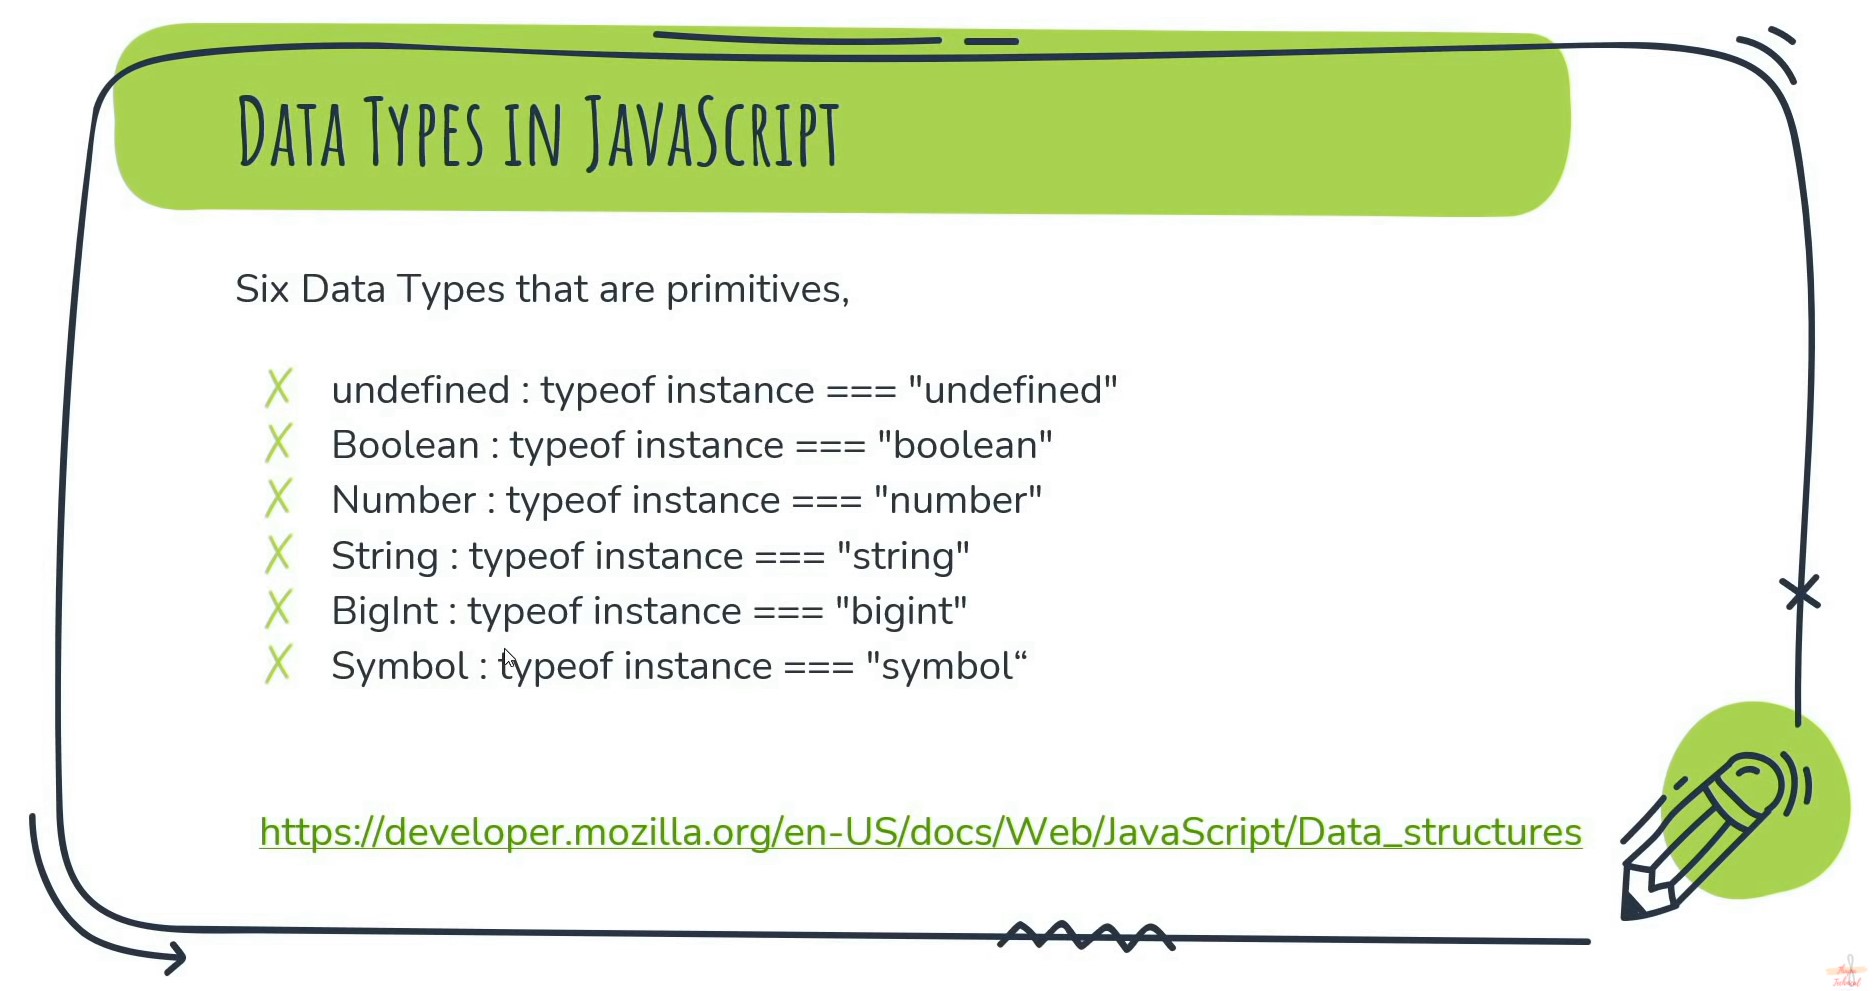 Data Types in JavaScript
Six Data Types that are primitives,
undefined : typeof instance === "undefined"
Boolean : typeof instance === "boolean"
Number : typeof instance === "number"
String : typeof instance === "string"
BigInt : typeof instance === "bigint"
Symbol : typeof instance === "symbol“
https://developer.mozilla.org/en-US/docs/Web/JavaScript/Data_structures